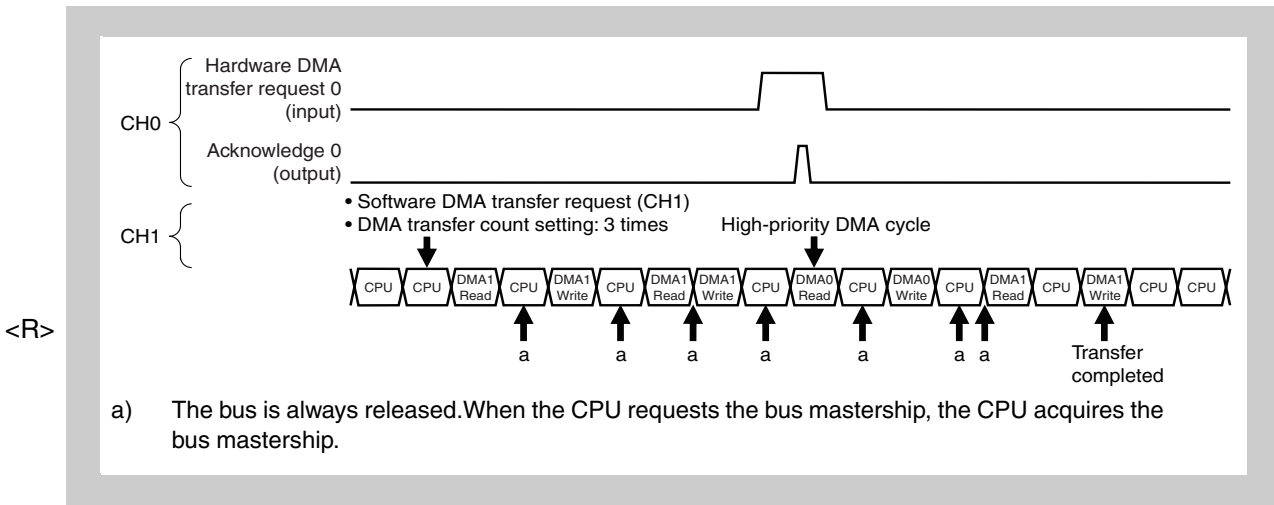 Hardware DMA
transfer request 0
(input)
CH0
Acknowledge 0
(output)
• Software DMA transfer request (CH1)
• DMA transfer count setting: 3 times
High-priority DMA cycle
CH1
CPU CPU DMA1 Read CPU DMA1 Write CPU DMA1 Read DMA1 Write CPU DMA0 Read CPU DMA0 Write CPU DMA1 Read CPU DMA1 Write CPU CPU
<R>
a a a a a a a
Transfer
completed
a) The bus is always released.When the CPU requests the bus mastership, the CPU acquires the
bus mastership.